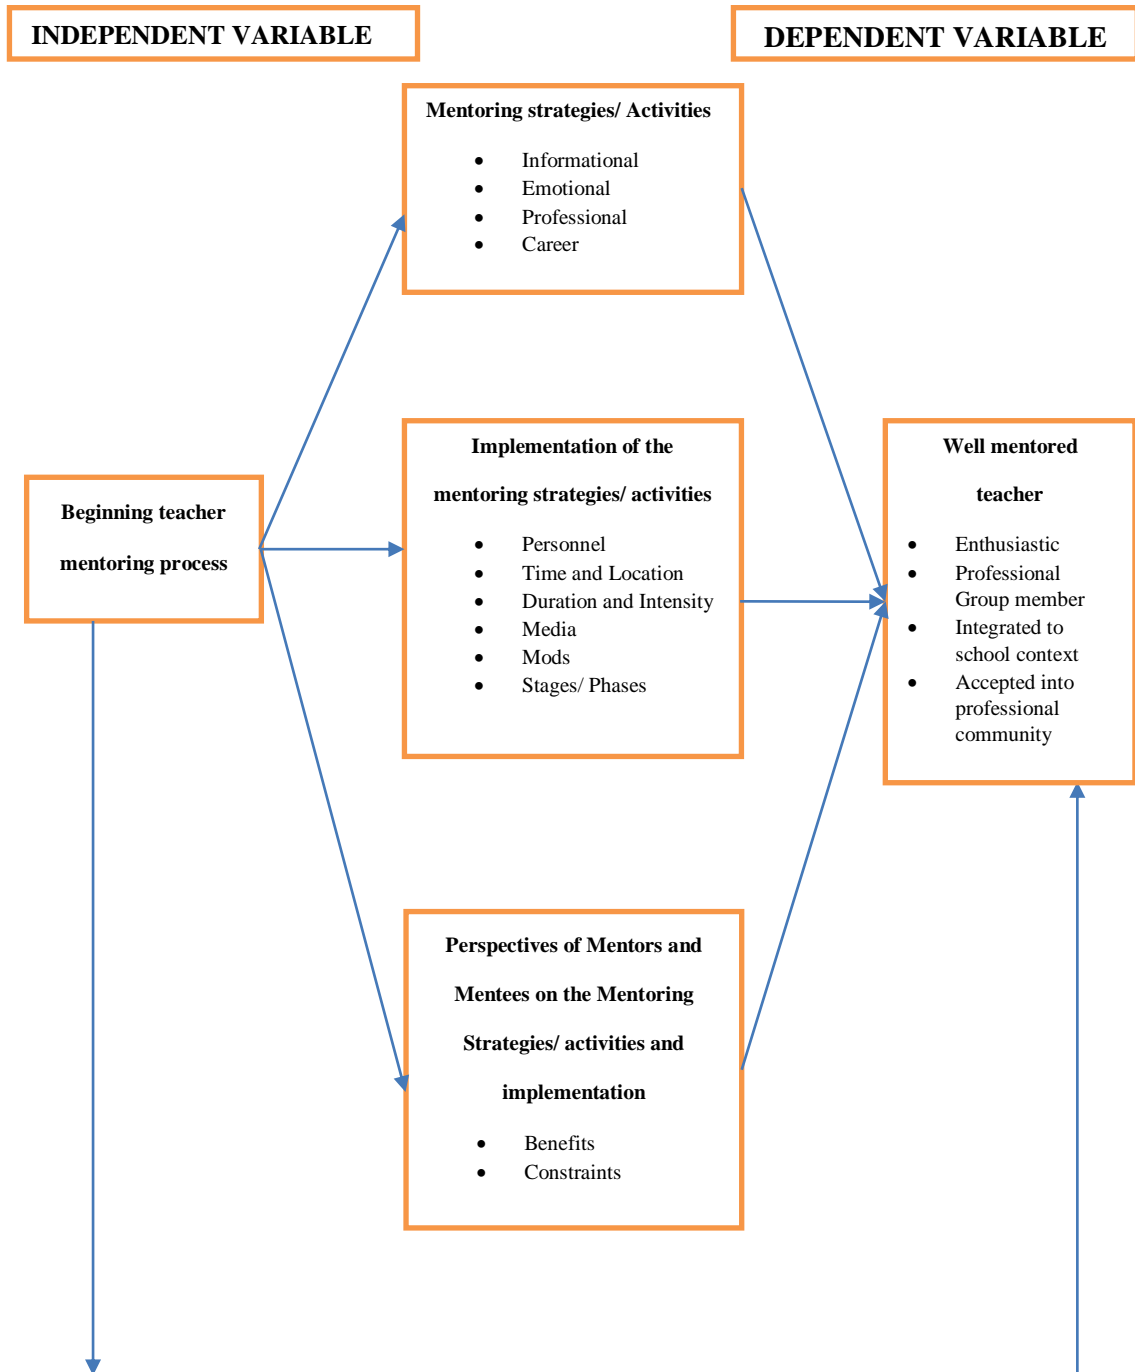 INDEPENDENT VARIABLE
DEPENDENT VARIABLE
Mentoring strategies/ Activities
• Informational
• Emotional
• Professional
• Career
Beginning teacher
mentoring process
Implementation of the
mentoring strategies/ activities
• Personnel
• Time and Location
• Duration and Intensity
• Media
• Mods
• Stages/ Phases
Well mentored
teacher
• Enthusiastic
• Professional
Group member
• Integrated to
school context
• Accepted into
professional
community
Perspectives of Mentors and
Mentees on the Mentoring
Strategies/ activities and
implementation
• Benefits
• Constraints